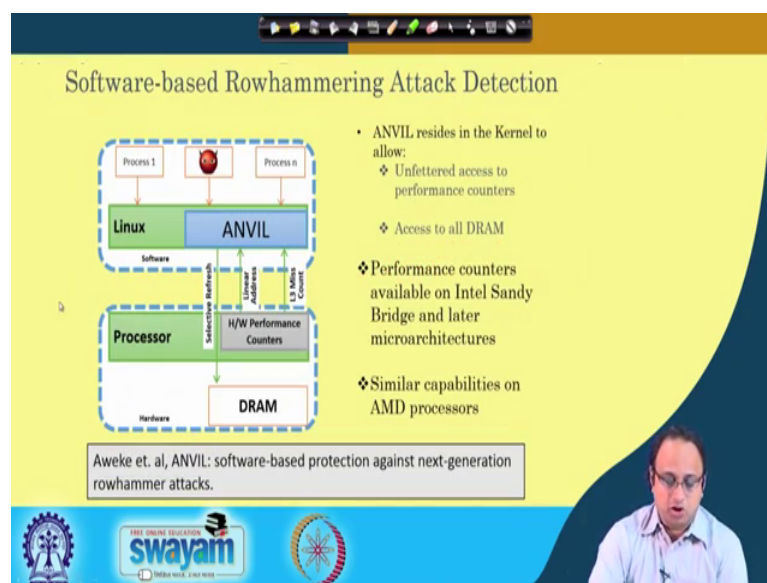 Software-based Rowhammering Attack Detection
Process 1
Process n
Linux
ANVIL
Software
Selective Refresh
Linear
Address
L3 Miss
Count
Processor
H/W Performance
Counters
DRAM
Hardware
• ANVIL resides in the Kernel to
allow:
❖ Unfettered access to
performance counters
❖ Access to all DRAM
❖Performance counters
available on Intel Sandy
Bridge and later
microarchitectures
❖Similar capabilities on
AMD processors
Aweke et. al, ANVIL: software-based protection against next-generation
rowhammer attacks.
FREE ONLINE EDUCATION
swayam